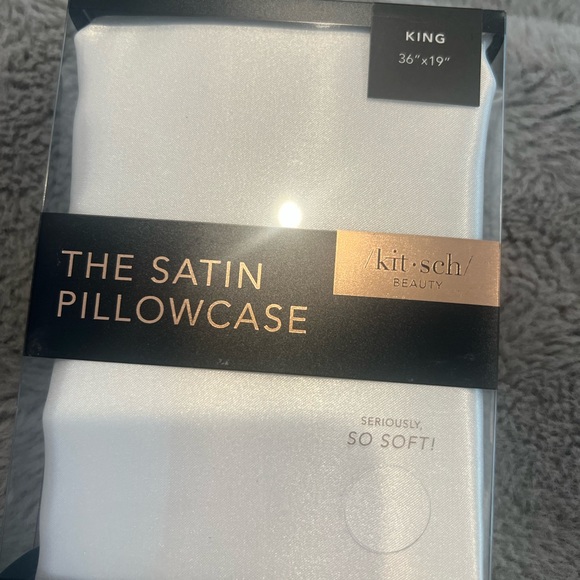 KING
36"x19"
THE SATIN
PILLOWCASE
/kit·sch/
BEAUTY
SERIOUSLY,
SO SOFT!